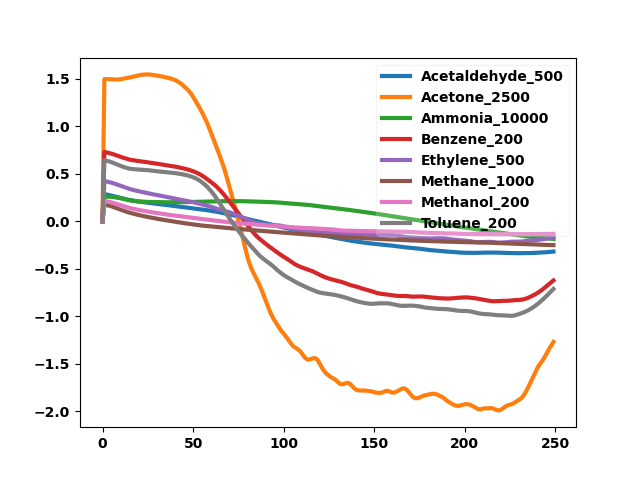 1.5
1.0
0.5
0.0
−0.5
−1.0
−1.5
−2.0
0 50 100 150 200 250
Acetaldehyde_500
Acetone_2500
Ammonia_10000
Benzene_200
Ethylene_500
Methane_1000
Methanol_200
Toluene_200